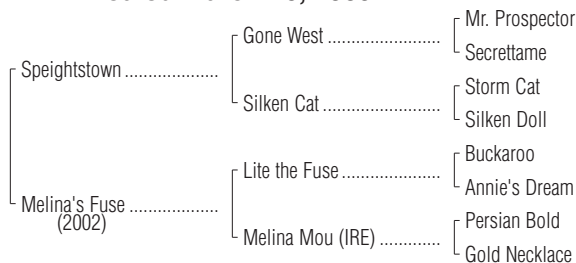 Mr. Prospector
Gone West ........................
Secrettame
Speightstown ....................
Storm Cat
Silken Cat .........................
Silken Doll
Buckaroo
Lite the Fuse .....................
Annie's Dream
Melina's Fuse ...................
(2002)
Persian Bold
Melina Mou (IRE) .............
Gold Necklace